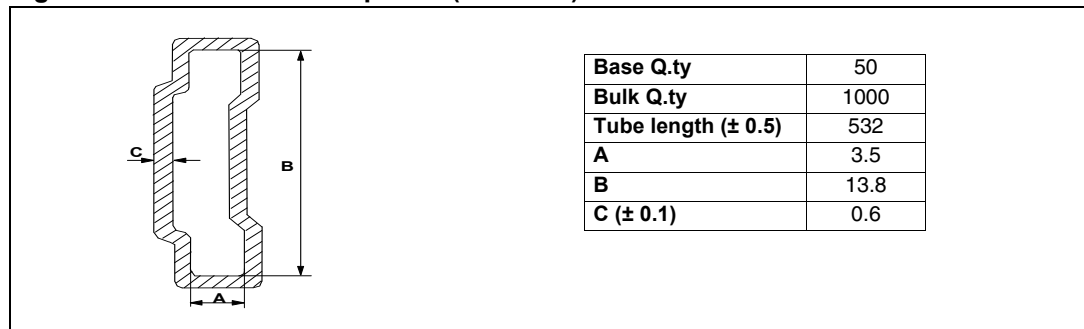 C
B
A
Base Q.ty 50
Bulk Q.ty 1000
Tube length (± 0.5) 532
A 3.5
B 13.8
C (± 0.1) 0.6